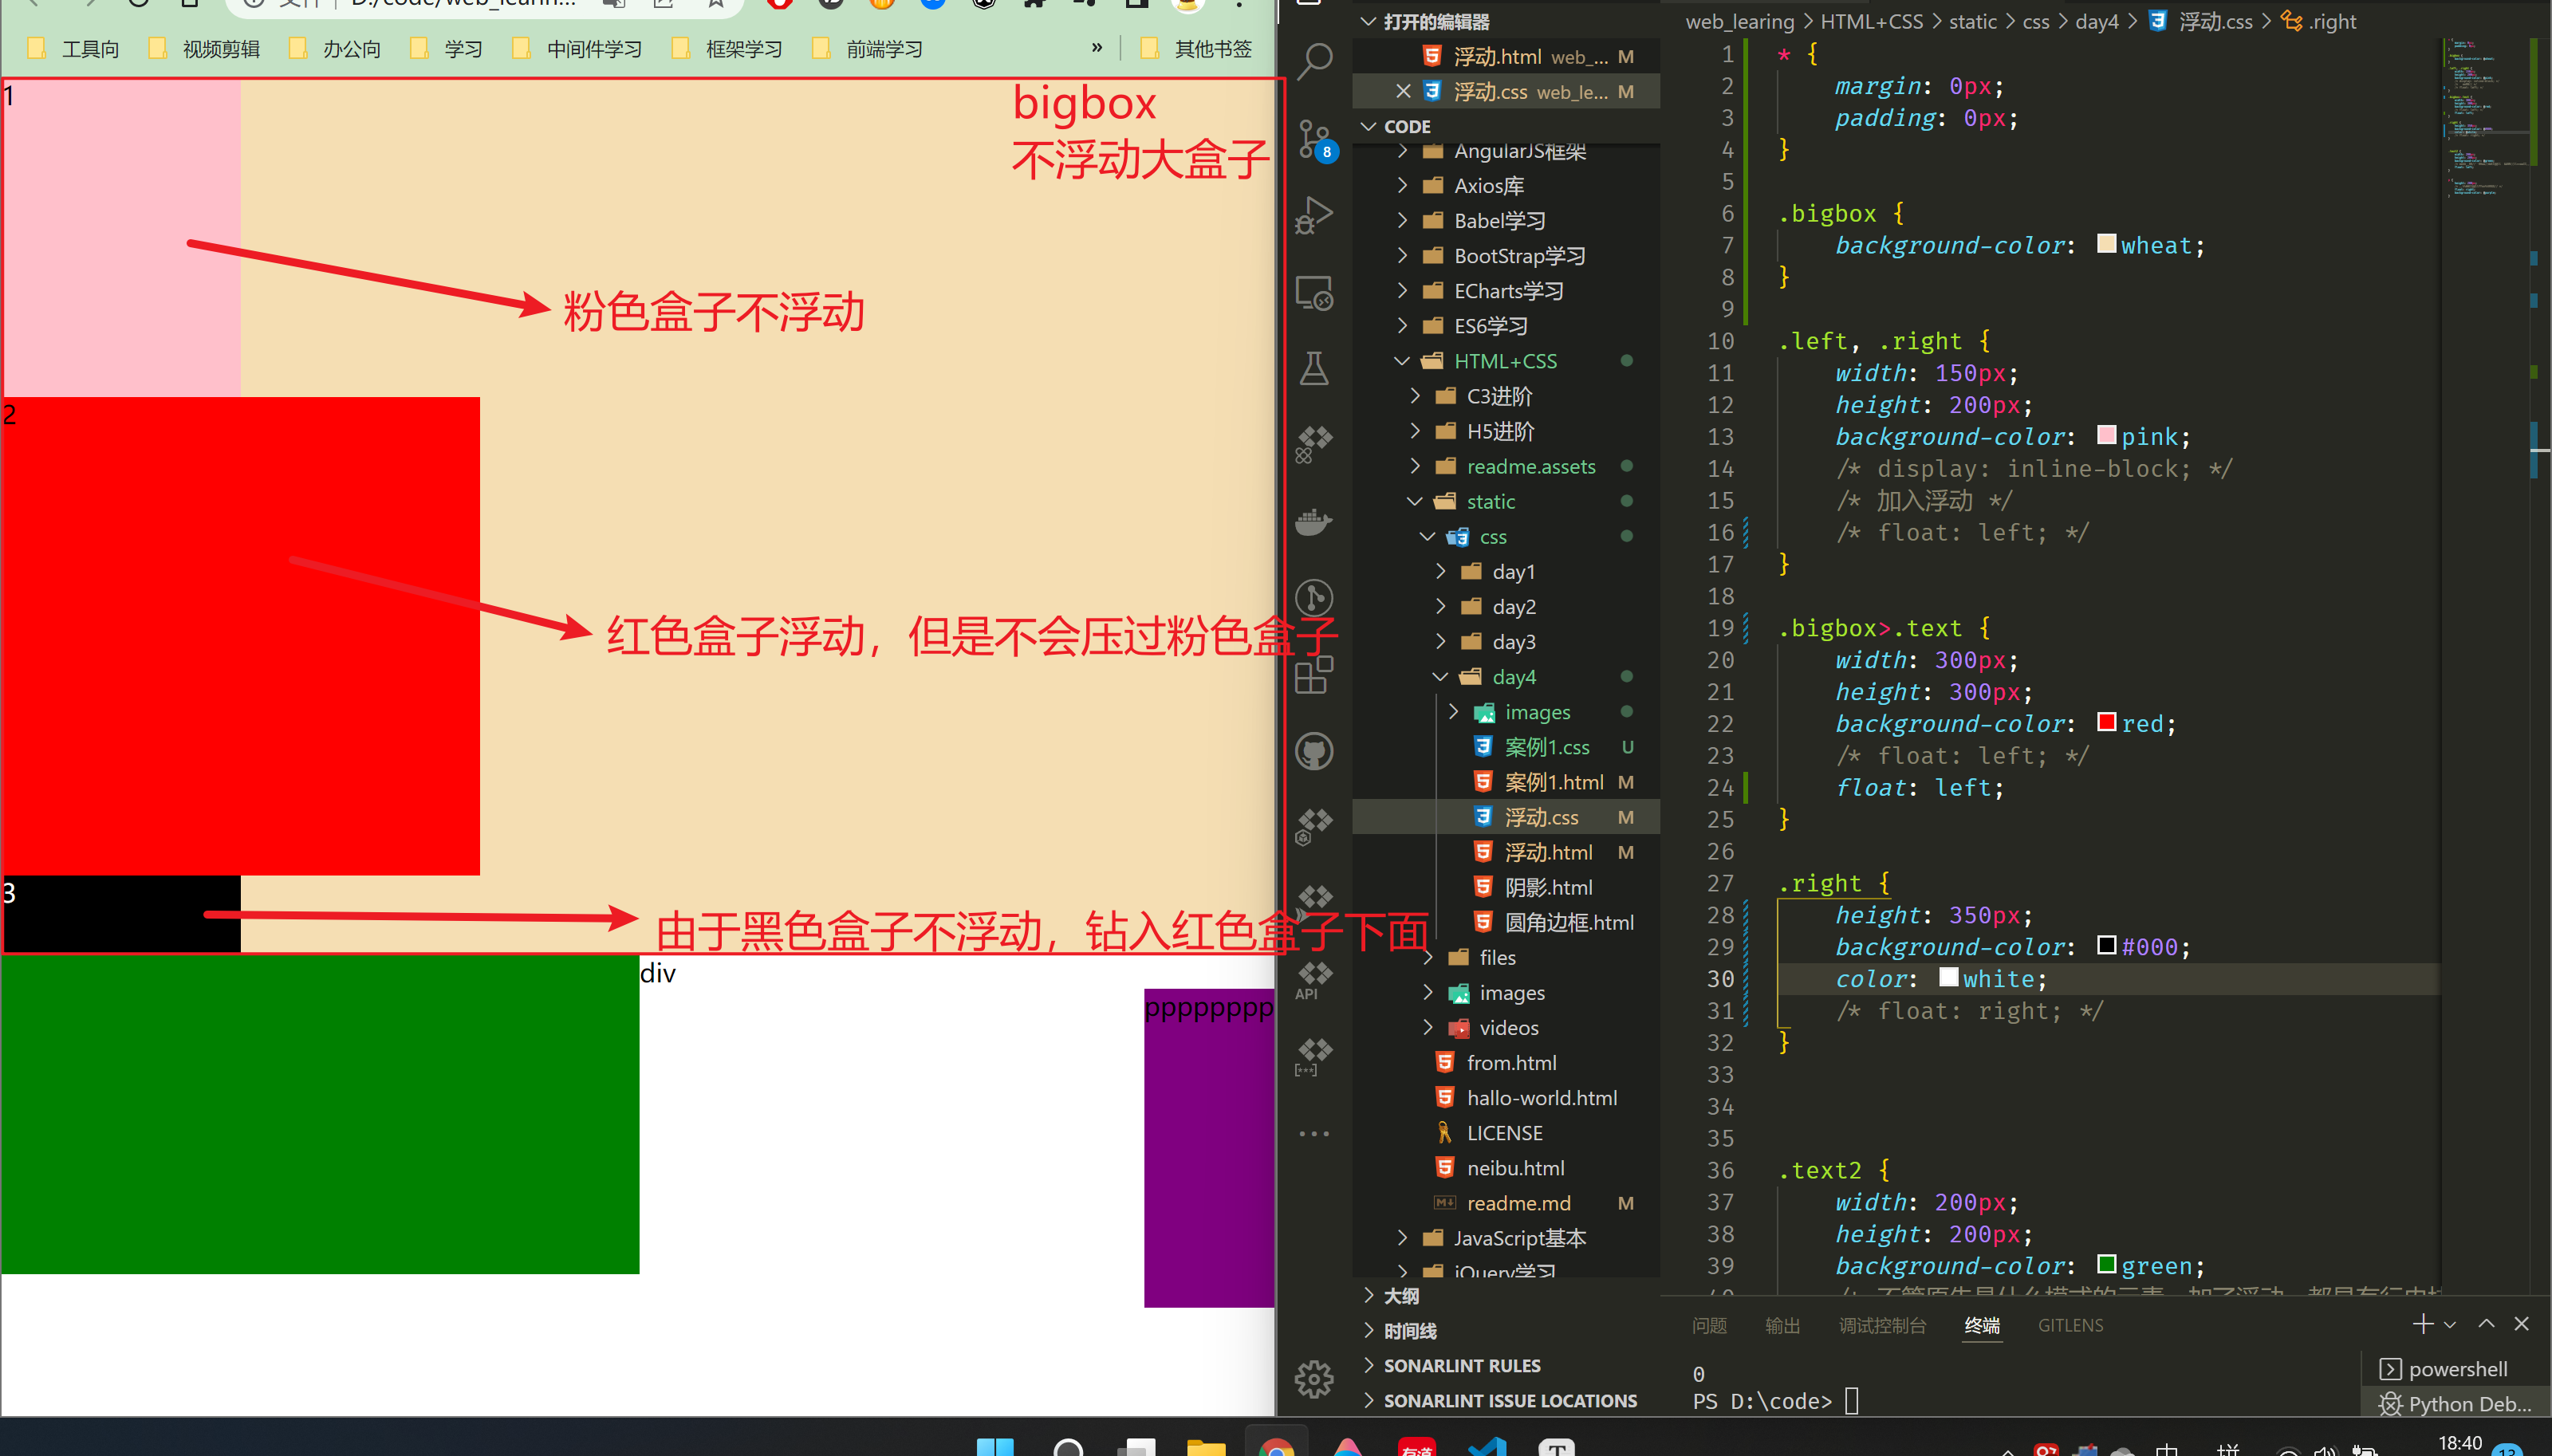 工具向
视频剪辑
办公向
学习
中间件学习
框架学习
前端学习
»
其他书签
1
bigbox
不浮动大盒子
粉色盒子不浮动
2
红色盒子浮动，但是不会压过粉色盒子
3
由于黑色盒子不浮动，钻入红色盒子下面
div
ppppppppp
8
API
打开的编辑器
浮动.html web_... M
浮动.css web_le... M
CODE
AngularJS框架
Axios库
Babel学习
BootStrap学习
ECharts学习
ES6学习
HTML+CSS
C3进阶
H5进阶
readme.assets
static
css
day1
day2
day3
day4
images
案例1.css U
案例1.html M
浮动.css M
浮动.html M
阴影.html
圆角边框.html
files
images
videos
from.html
hallo-world.html
LICENSE
neibu.html
readme.md M
JavaScript基本
jQuery学习
大纲
时间线
SONARLINT RULES
SONARLINT ISSUE LOCATIONS
web_learing > HTML+CSS > static > css > day4 > 浮动.css > .right
1 * {
2 margin: 0px;
3 padding: 0px;
4 }
5
6 .bigbox {
7 background-color: wheat;
8 }
9
10 .left, .right {
11 width: 150px;
12 height: 200px;
13 background-color: pink;
14 /* display: inline-block; */
15 /* 加入浮动 */
16 /* float: left; */
17 }
18
19 .bigbox>.text {
20 width: 300px;
21 height: 300px;
22 background-color: red;
23 /* float: left; */
24 float: left;
25 }
26
27 .right {
28 height: 350px;
29 background-color: #000;
30 color: white;
31 /* float: right; */
32 }
33
34
35
36 .text2 {
37 width: 200px;
38 height: 200px;
39 background-color: green;
问题 输出 调试控制台 终端 GITLENS
0
PS D:\code>
powershell
Python Deb...
有道
T
中
拼
18:40
13